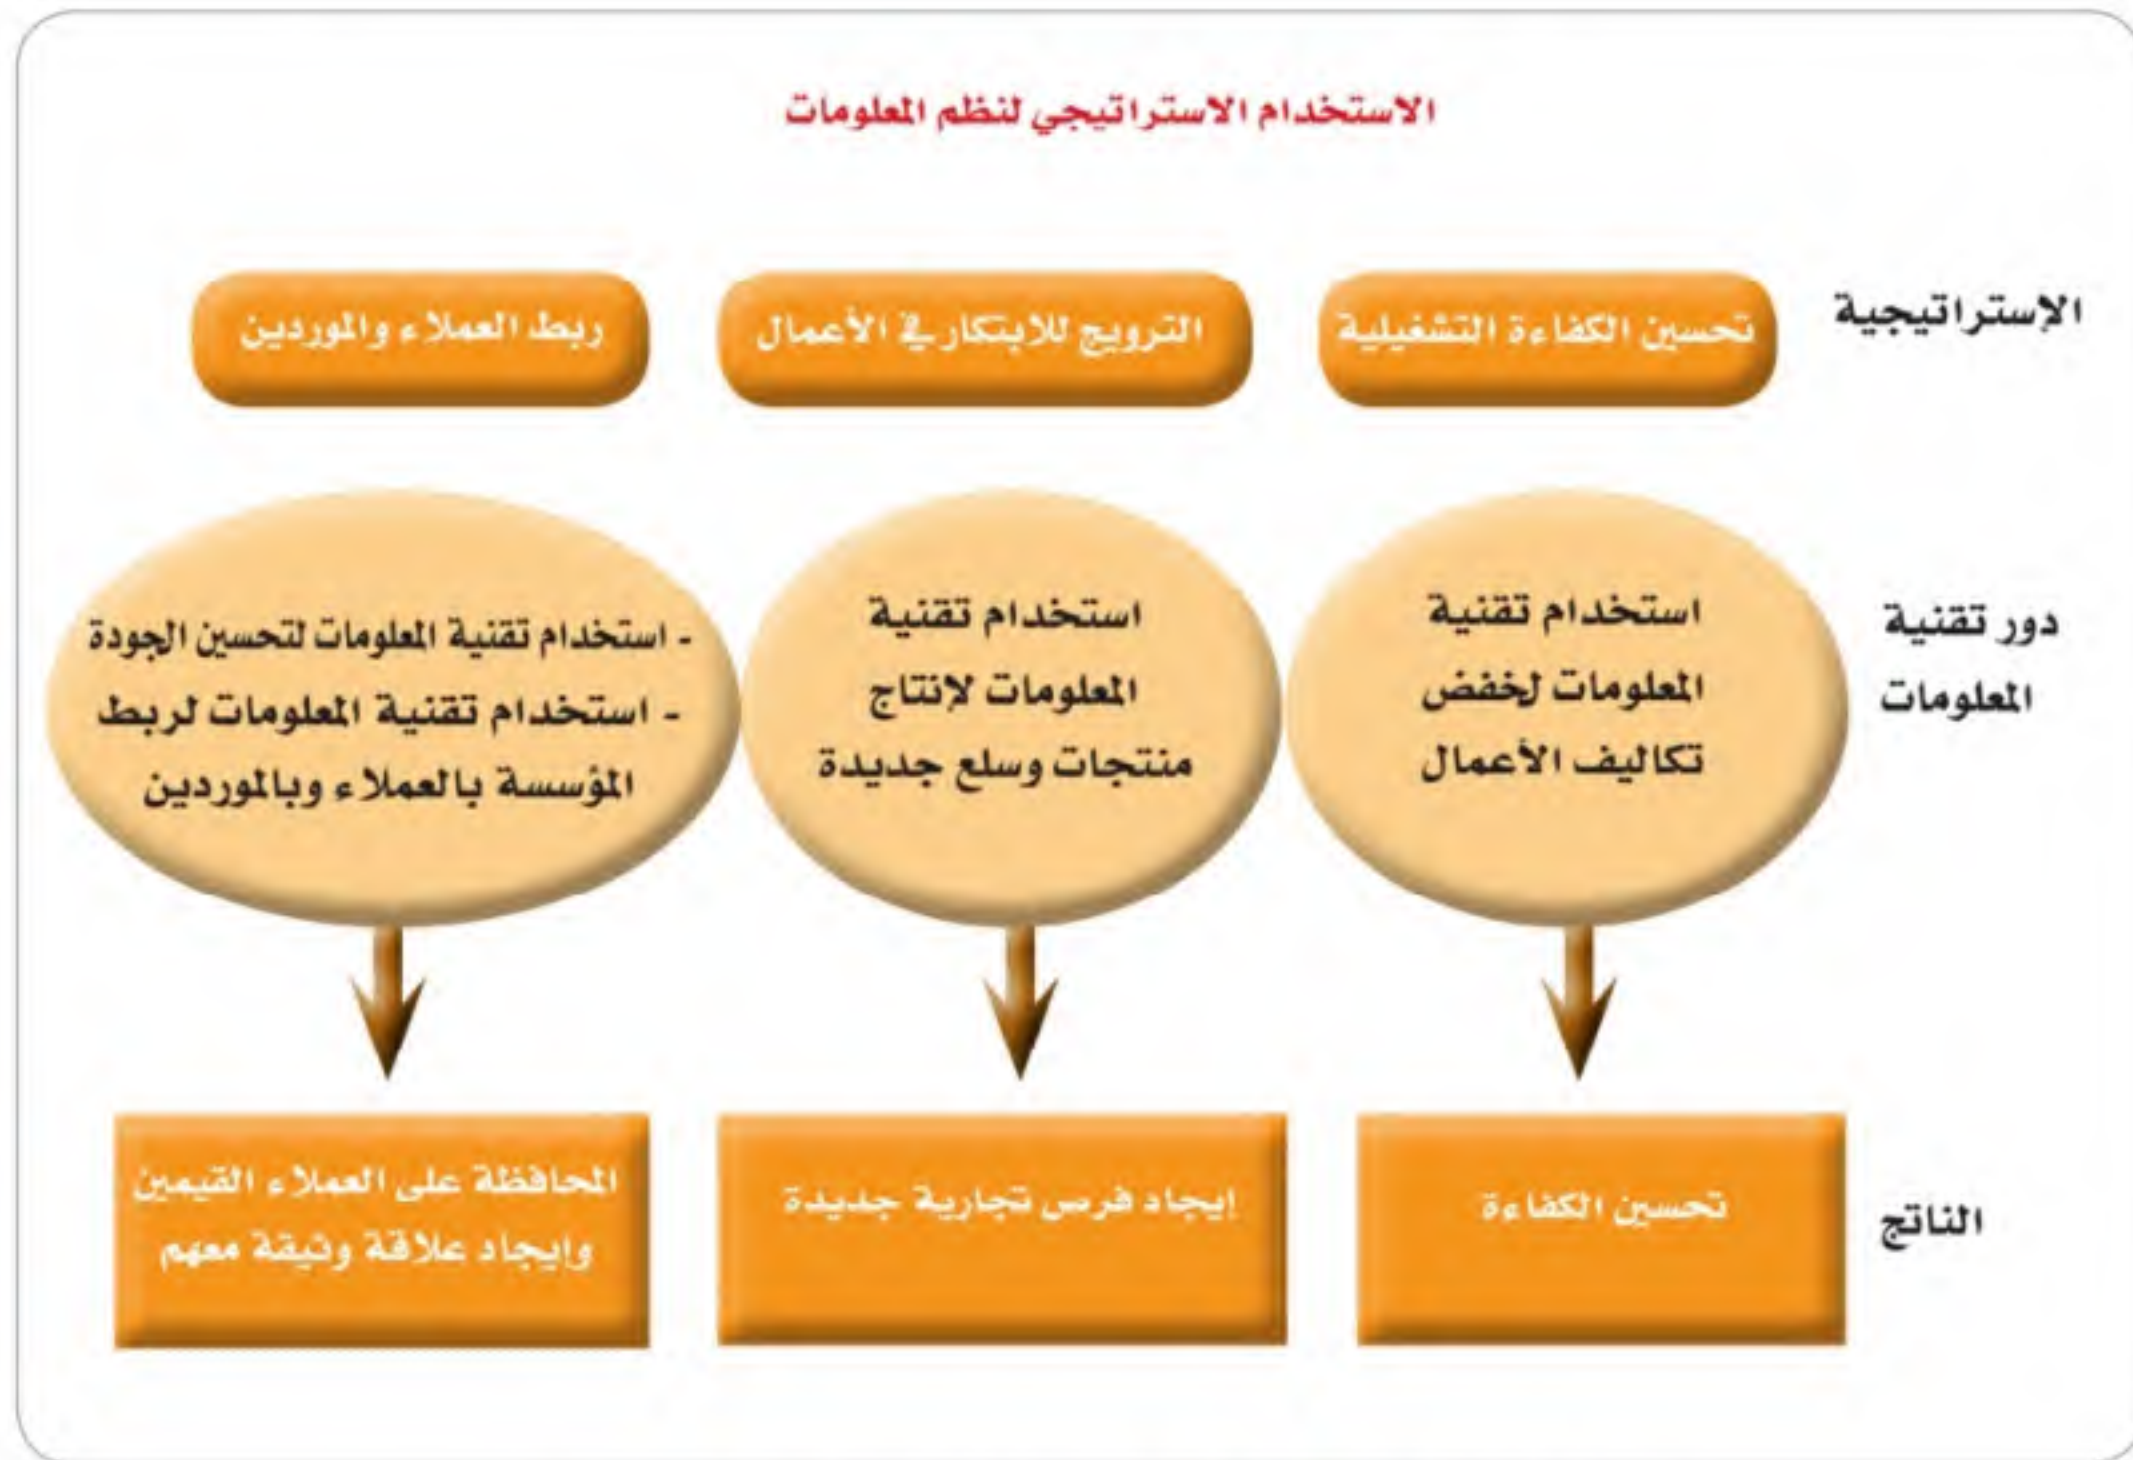 الاستخدام الاستراتيجي لنظم المعلومات
الإستراتيجية
تحسين الكفاءة التشغيلية
الترويج للابتكار في الأعمال
ربط العملاء والموردين
دور تقنية
المعلومات
استخدام تقنية
المعلومات لخفض
تكاليف الأعمال
استخدام تقنية
المعلومات لإنتاج
منتجات وسلع جديدة
- استخدام تقنية المعلومات لتحسين الجودة
- استخدام تقنية المعلومات لربط
المؤسسة بالعملاء وبالموردين
الناتج
تحسين الكفاءة
إيجاد فرص تجارية جديدة
المحافظة على العملاء القيمين
وإيجاد علاقة وثيقة معهم